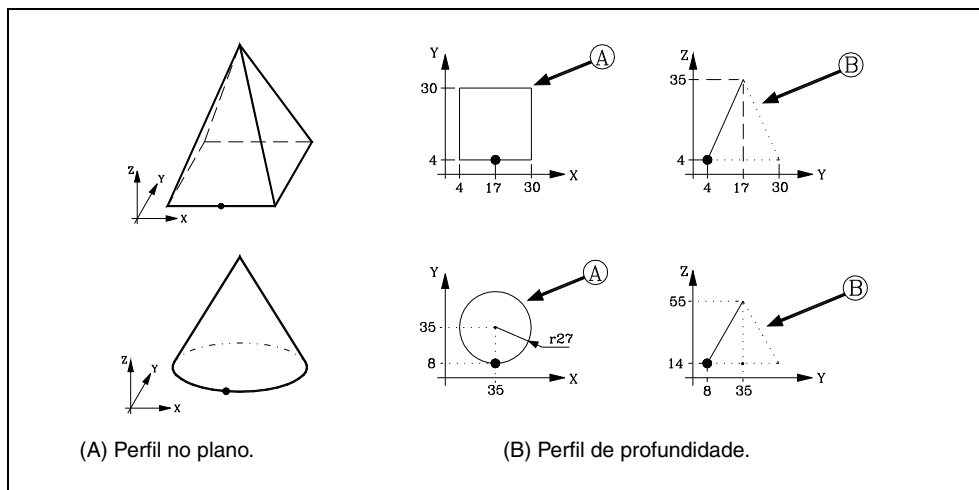 Y A
30
4
4 17 30 X
Z B
35
4
4 17 30 Y
Z Y X
Y A
35
r27
8
35 X
Z B
55
14
8 35 Y
Z Y X
(A) Perfil no plano.
(B) Perfil de profundidade.